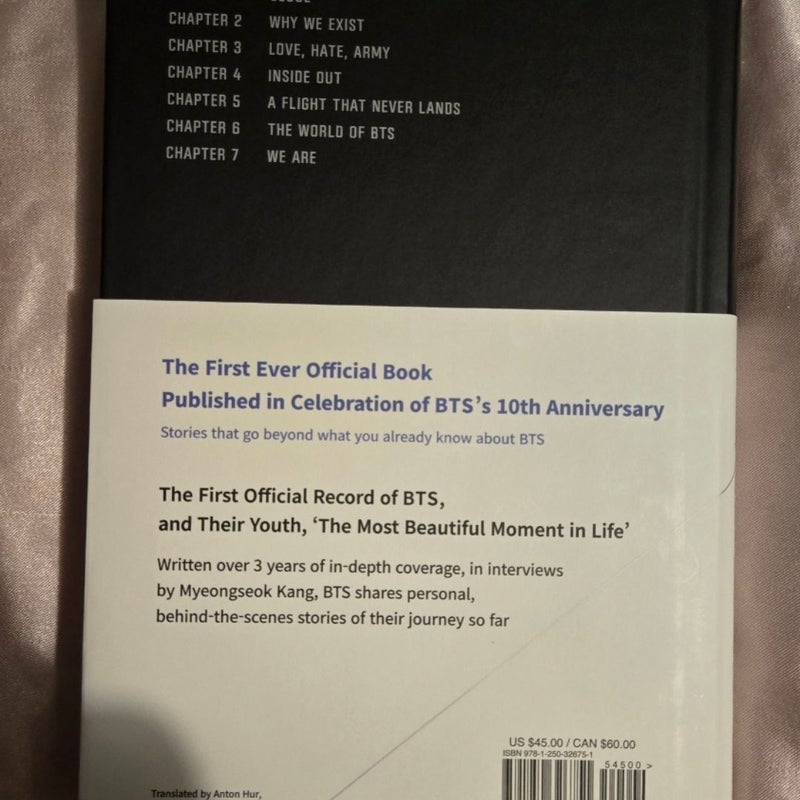 CHAPTER 2 WHY WE EXIST
CHAPTER 3 LOVE, HATE, ARMY
CHAPTER 4 INSIDE OUT
CHAPTER 5 A FLIGHT THAT NEVER LANDS
CHAPTER 6 THE WORLD OF BTS
CHAPTER 7 WE ARE
The First Ever Official Book
Published in Celebration of BTS's 10th Anniversary
Stories that go beyond what you already know about BTS
The First Official Record of BTS,
and Their Youth, ‘The Most Beautiful Moment in Life’
Written over 3 years of in-depth coverage, in interviews
by Myeongseok Kang, BTS shares personal,
behind-the-scenes stories of their journey so far
US $45.00 / CAN $60.00
ISBN 978-1-250-32675-1
54500 >
Translated by Anton Hur,